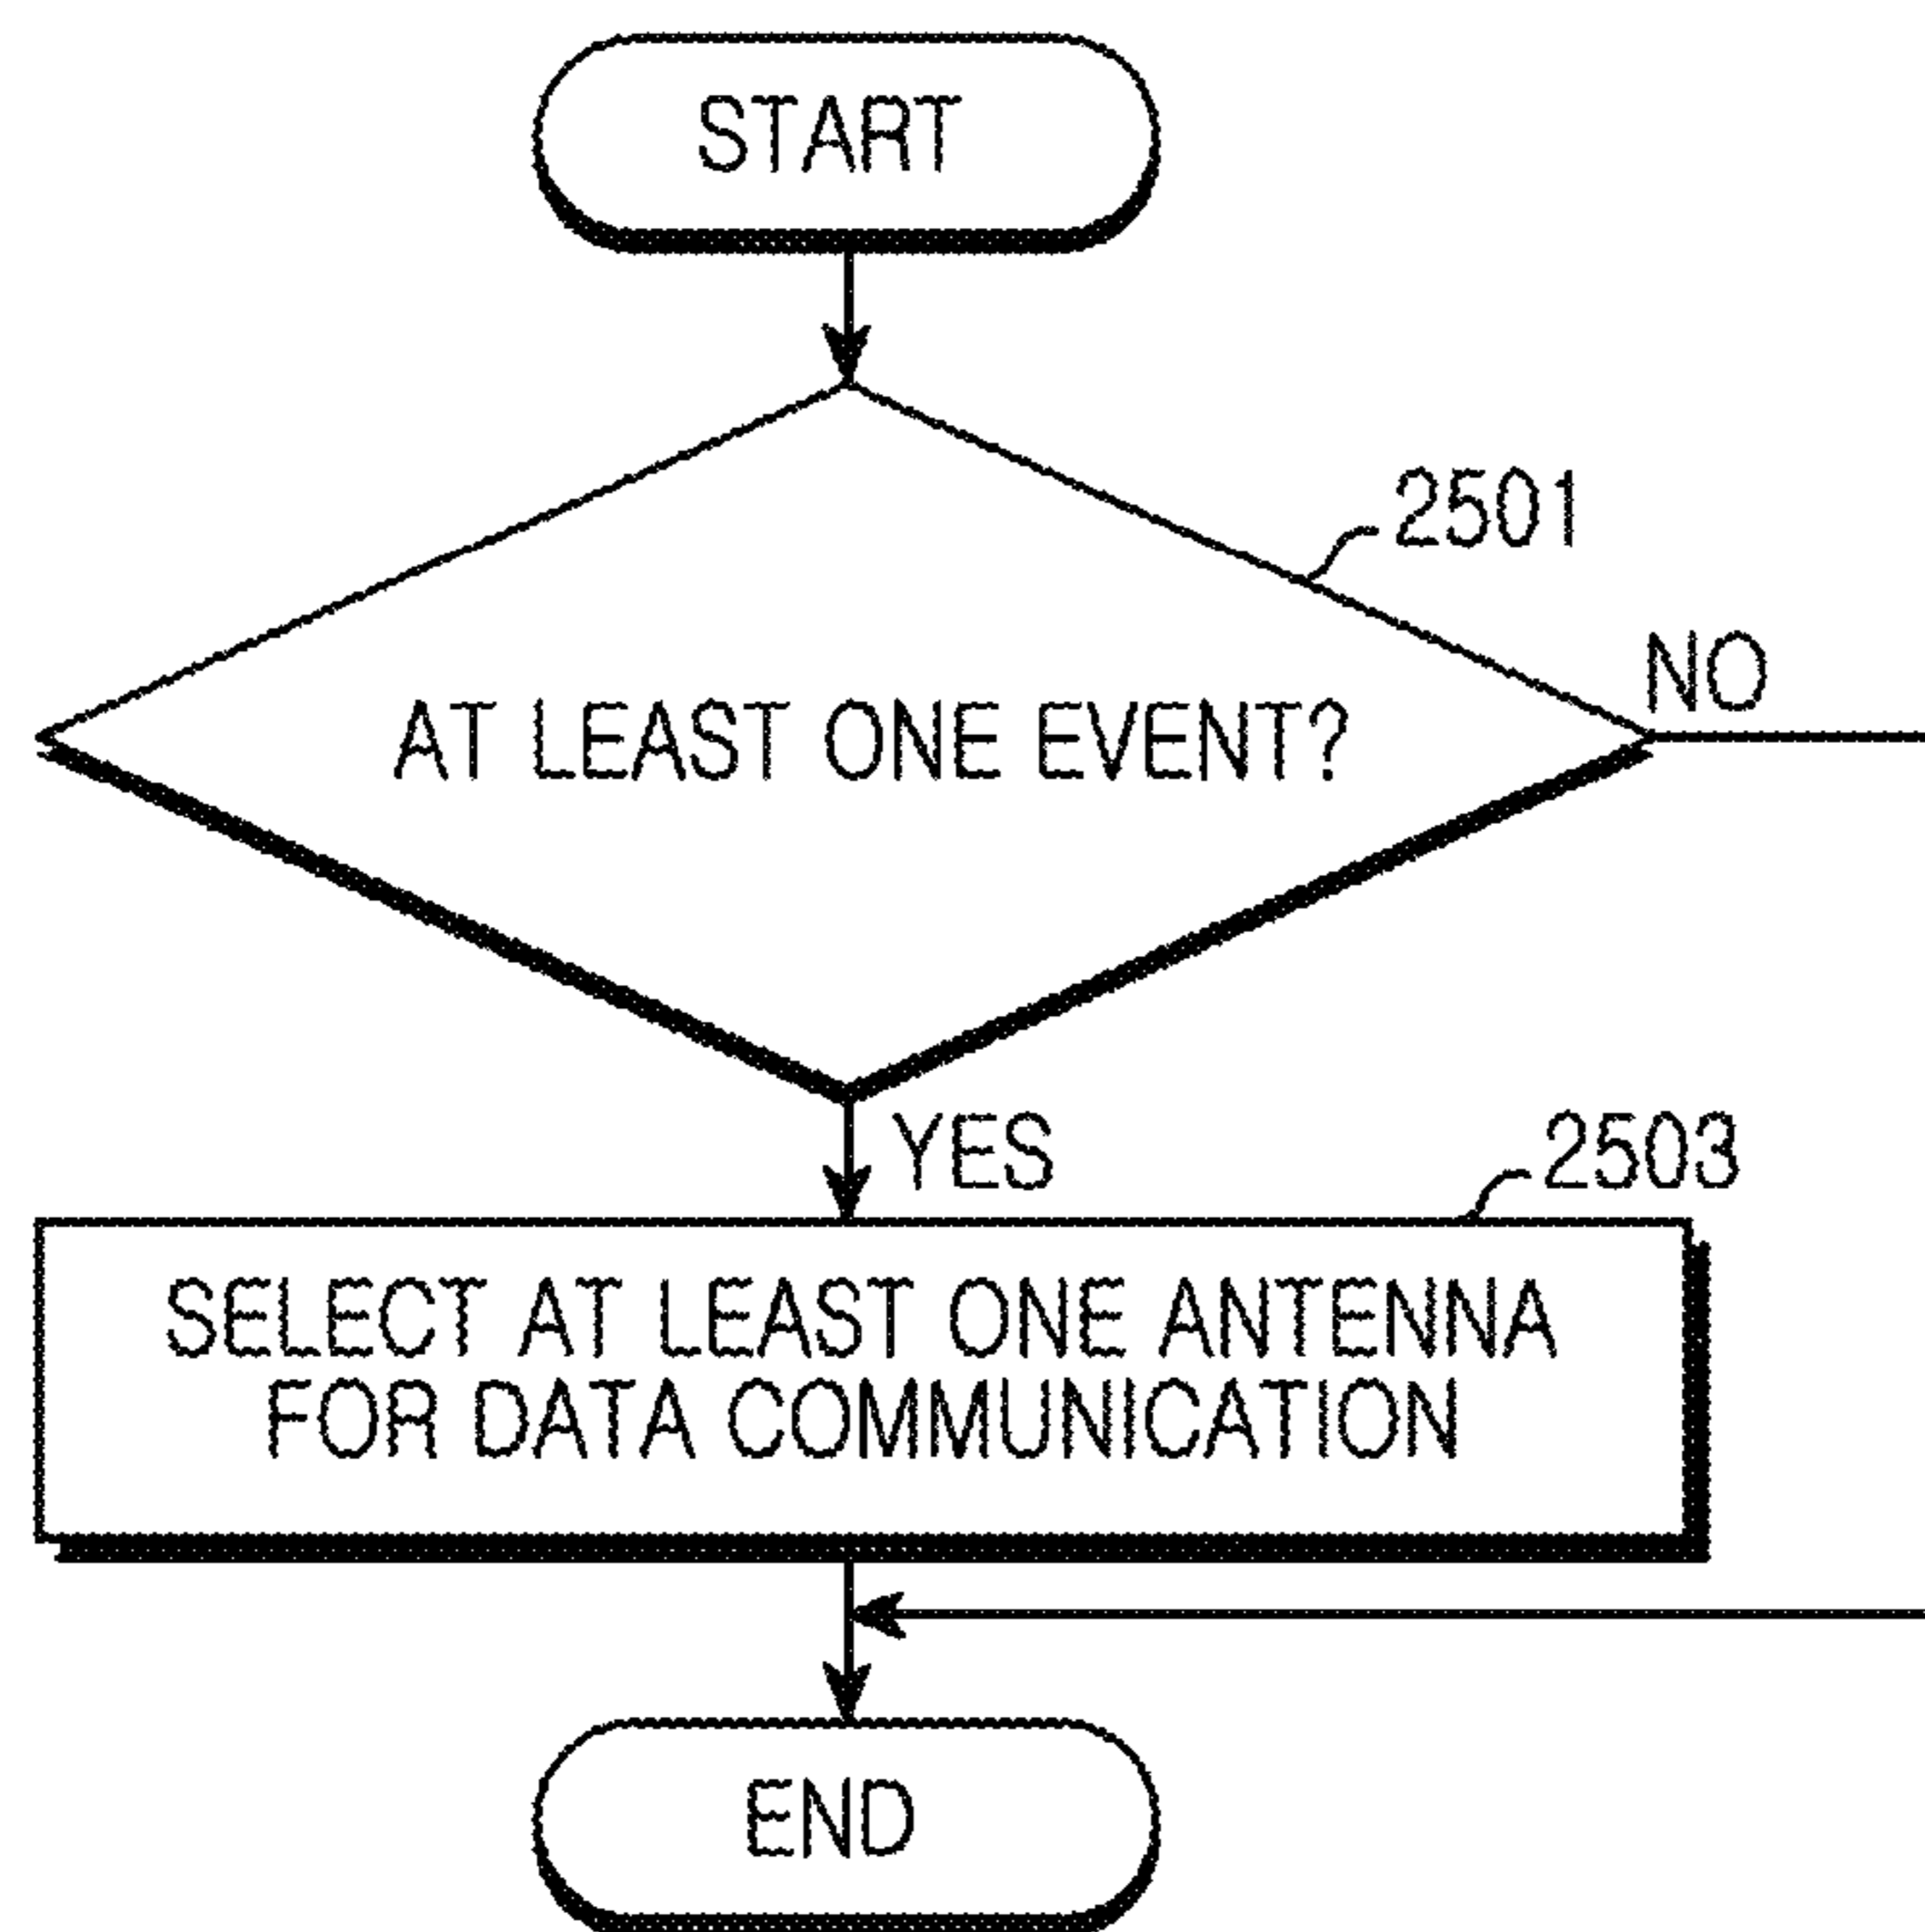 START
2501
AT LEAST ONE EVENT?
NO
YES
2503
SELECT AT LEAST ONE ANTENNA
FOR DATA COMMUNICATION
END